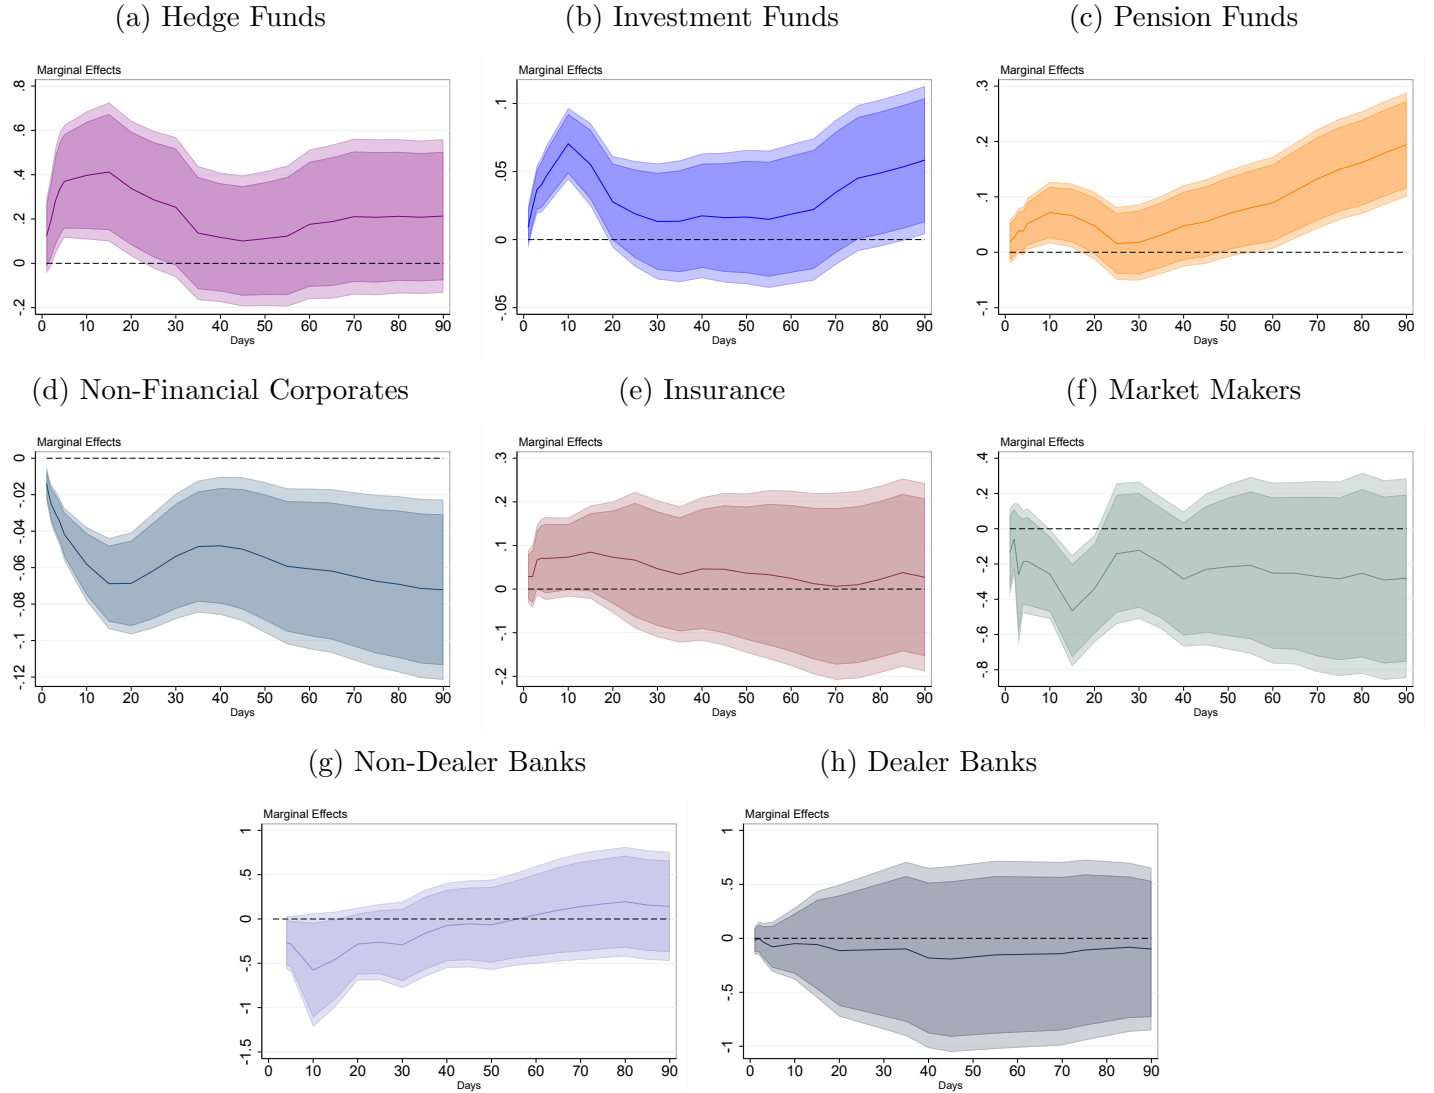 (a) Hedge Funds
Marginal Effects
.8
.6
.4
.2
0
.2
0 10 20 30 40 50 60 70 80 90
Days
(b) Investment Funds
Marginal Effects
.1
.05
0
-.05
0 10 20 30 40 50 60 70 80 90
Days
(c) Pension Funds
Marginal Effects
.3
.2
.1
0
-.1
0 10 20 30 40 50 60 70 80 90
Days
(d) Non-Financial Corporates
Marginal Effects
0
-.02
-.04
-.06
-.08
-.1
-.12
0 10 20 30 40 50 60 70 80 90
Days
(e) Insurance
Marginal Effects
.3
.2
.1
0
-.1
-.2
0 10 20 30 40 50 60 70 80 90
Days
(f) Market Makers
Marginal Effects
.4
.2
0
-.2
-.4
-.6
-.8
0 10 20 30 40 50 60 70 80 90
Days
(g) Non-Dealer Banks
Marginal Effects
1
.5
0
-.5
-1
-1.5
0 10 20 30 40 50 60 70 80 90
Days
(h) Dealer Banks
Marginal Effects
1
.5
0
-.5
-1
0 10 20 30 40 50 60 70 80 90
Days